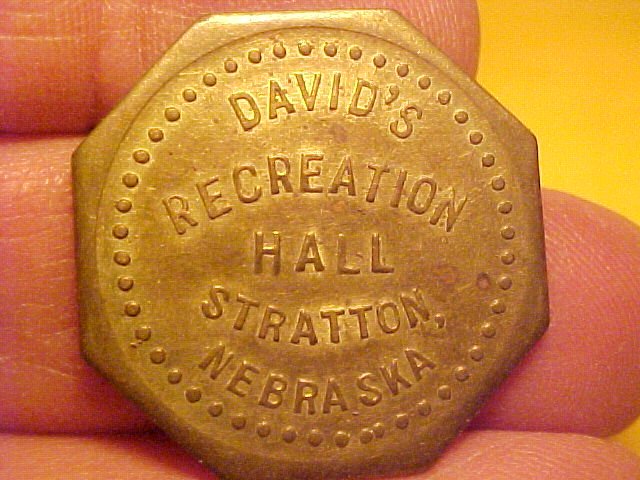 DAVID'S
RECREATION
HALL
STRATTON,
NEBRASKA